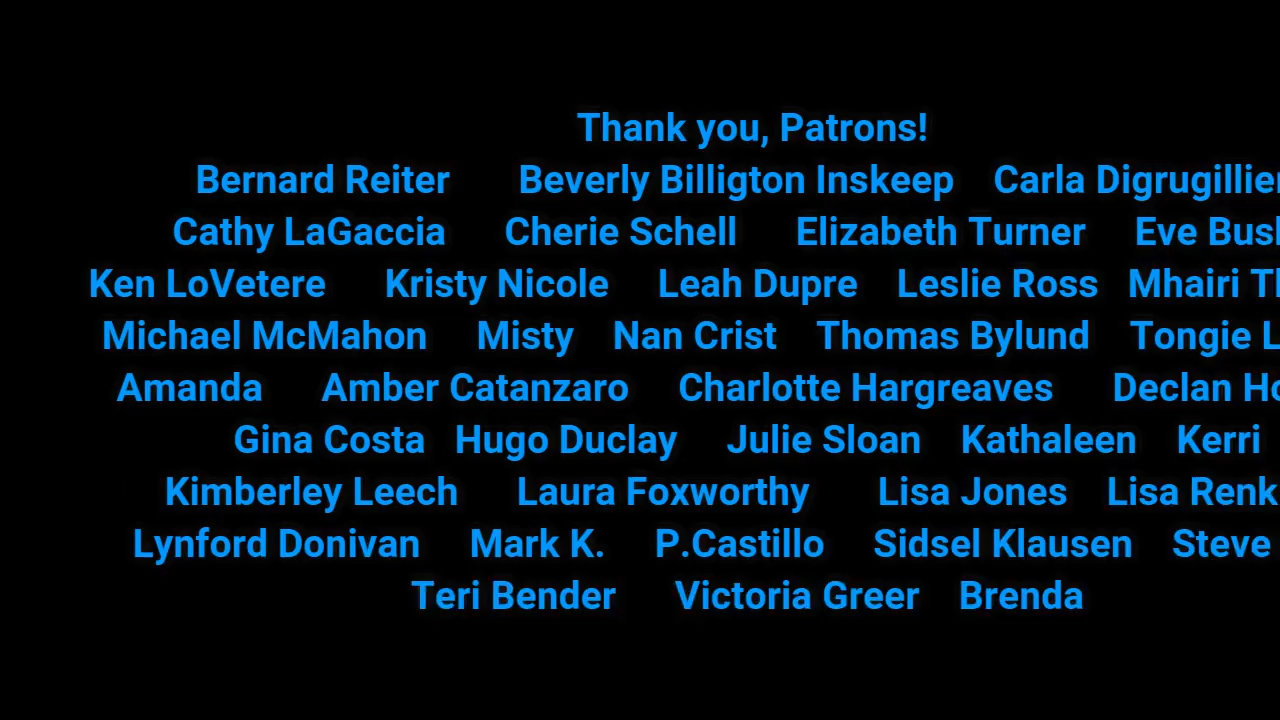 Thank you, Patrons!
Bernard Reiter Beverly Billigton Inskeep Carla
Cathy LaGaccia Cherie Schell Elizabeth Turner Eve
Ken LoVetere Kristy Nicole Leah Dupre Leslie Ross Mhairi
Michael McMahon Misty Nan Crist Thomas Bylund Tongie
Amanda Amber Catanzaro Charlotte Hargreaves Declan
Gina Costa Hugo Duclay Julie Sloan Kathaleen Kerri
Kimberley Leech Laura Foxworthy Lisa Jones Lisa
Lynford Donivan Mark K. P.Castillo Sidsel Klausen Steve
Teri Bender Victoria Greer Brenda